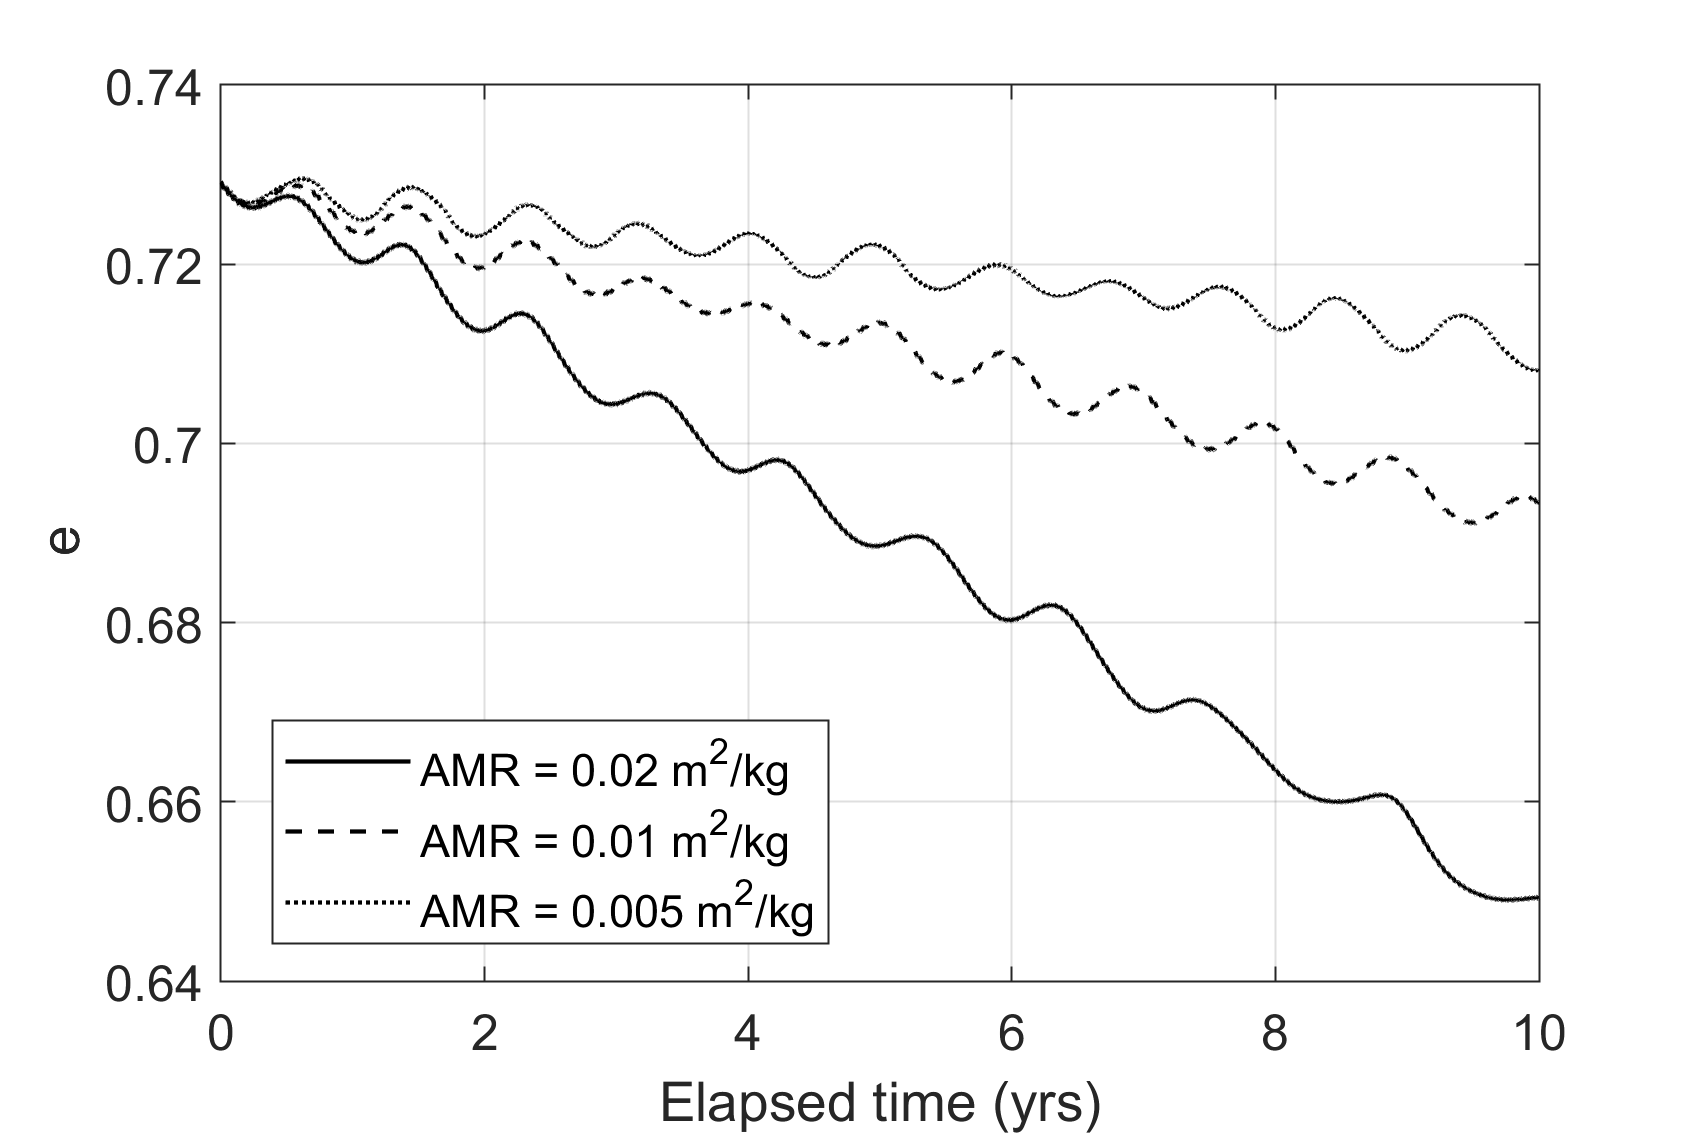 0.74
0.72
0.7
0.68
0.66
0.64
e
AMR = 0.02 m²/kg
AMR = 0.01 m²/kg
AMR = 0.005 m²/kg
0 2 4 6 8 10
Elapsed time (yrs)